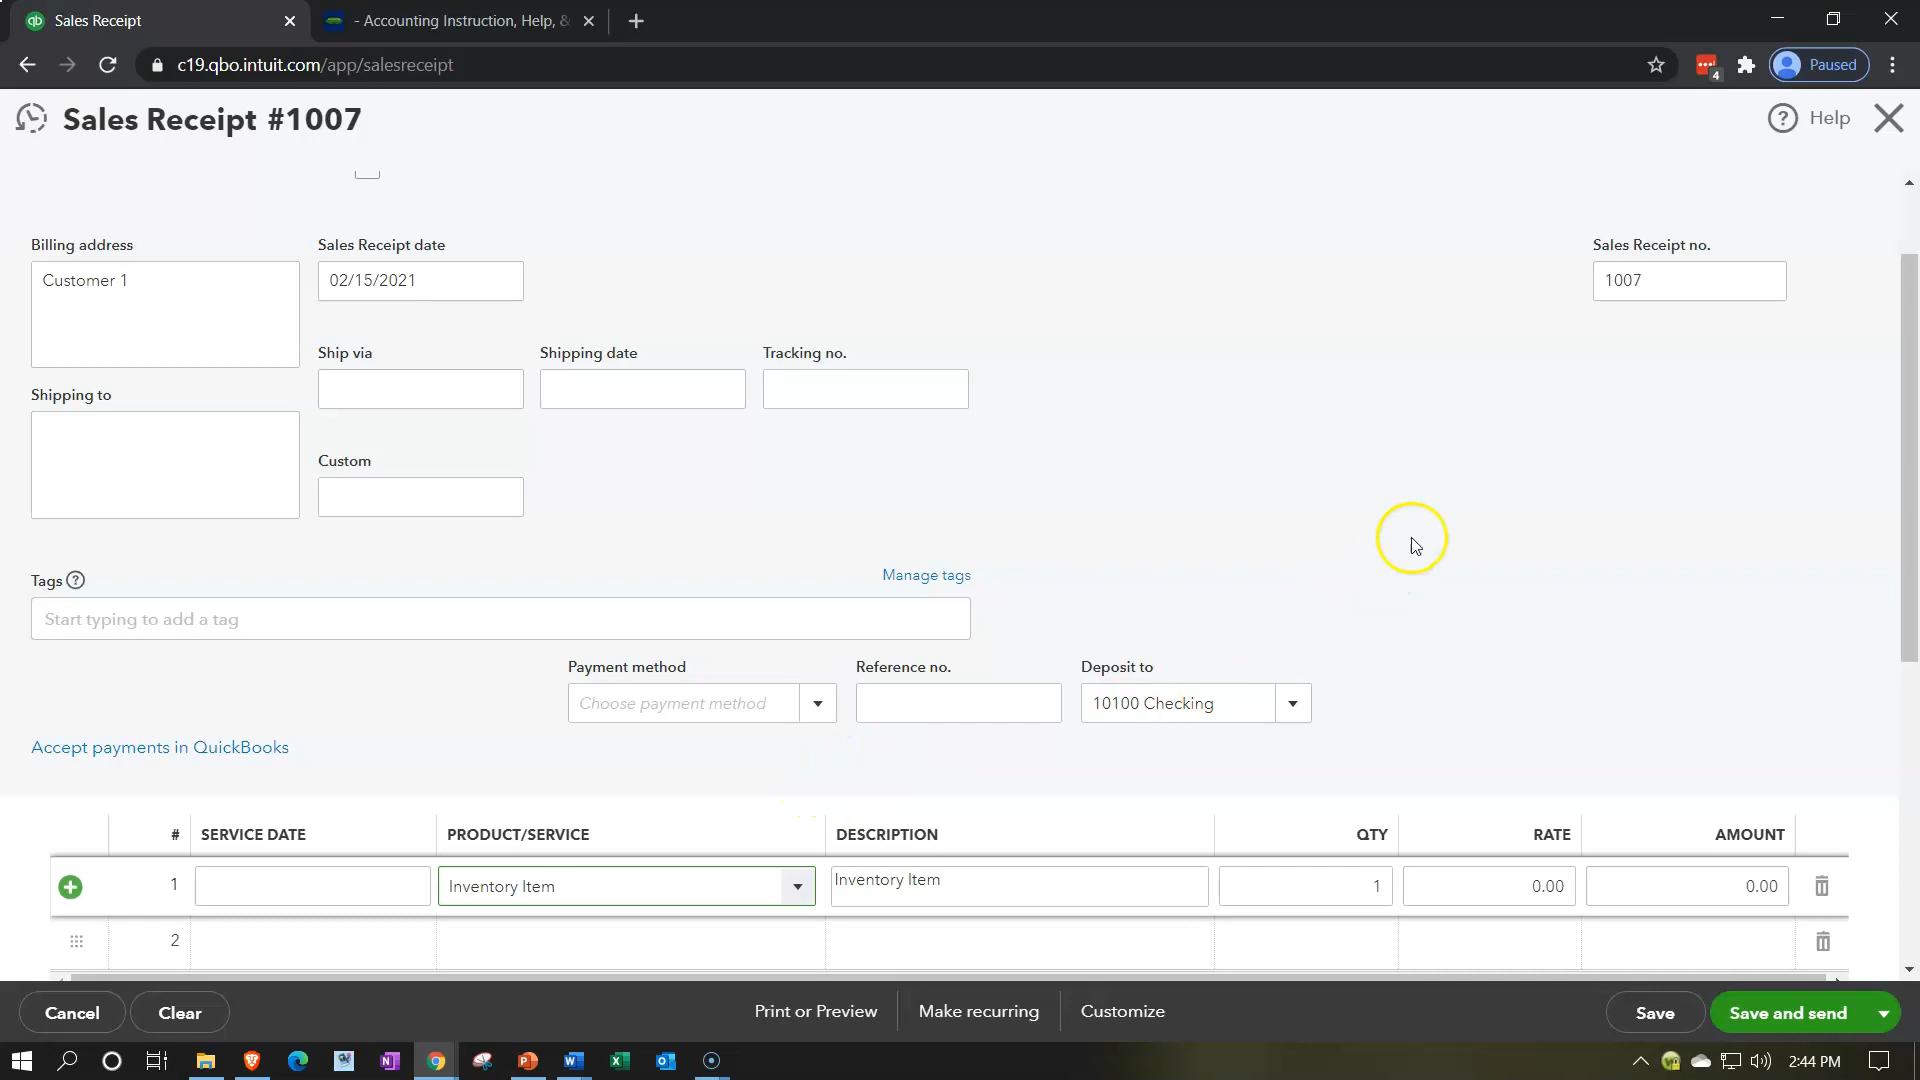 Sales Receipt
- Accounting Instruction, Help, &
c19.qbo.intuit.com/app/salesreceipt
4
Paused
Sales Receipt #1007
Help
Billing address
Sales Receipt date
Sales Receipt no.
Customer 1
02/15/2021
1007
Ship via
Shipping date
Tracking no.
Shipping to
Custom
Tags
Manage tags
Start typing to add a tag
Payment method
Reference no.
Deposit to
Choose payment method
10100 Checking
Accept payments in QuickBooks
# SERVICE DATE PRODUCT/SERVICE DESCRIPTION QTY RATE AMOUNT
1 Inventory Item Inventory Item 1 0.00 0.00
2
Cancel
Clear
Print or Preview
Make recurring
Customize
Save
Save and send
2:44 PM